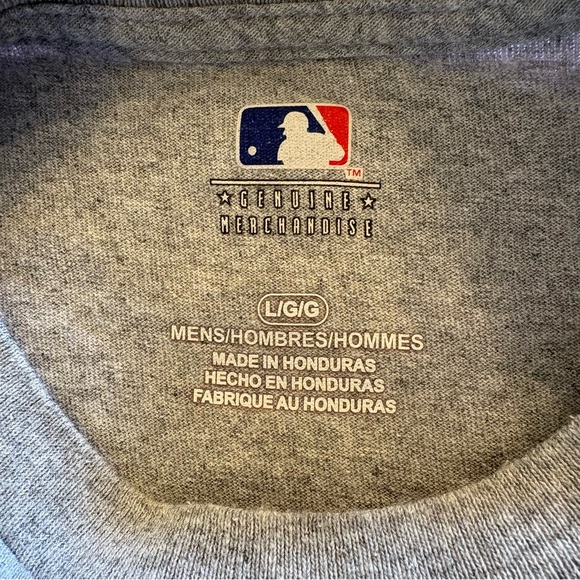 TM
★ GENUINE ★
MERCHANDISE
L/G/G
MENS/HOMBRES/HOMMES
MADE IN HONDURAS
HECHO EN HONDURAS
FABRIQUE AU HONDURAS